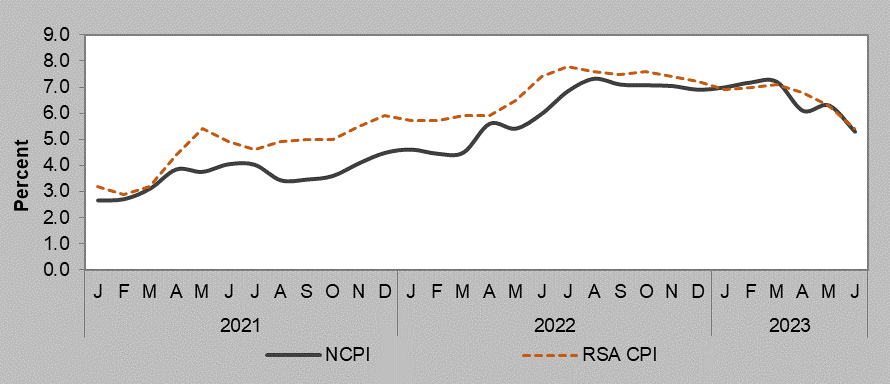 9.0
8.0
7.0
6.0
5.0
4.0
3.0
2.0
1.0
0.0
Percent
J F M A M J J A S O N D J F M A M J J A S O N D J F M A M J
2021 2022 2023
NCPI RSA CPI